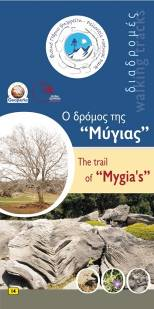 διαδρομές
walking tracks
Ο δρόμος της
“Μύγιας”
The trail
of “Mygia's”